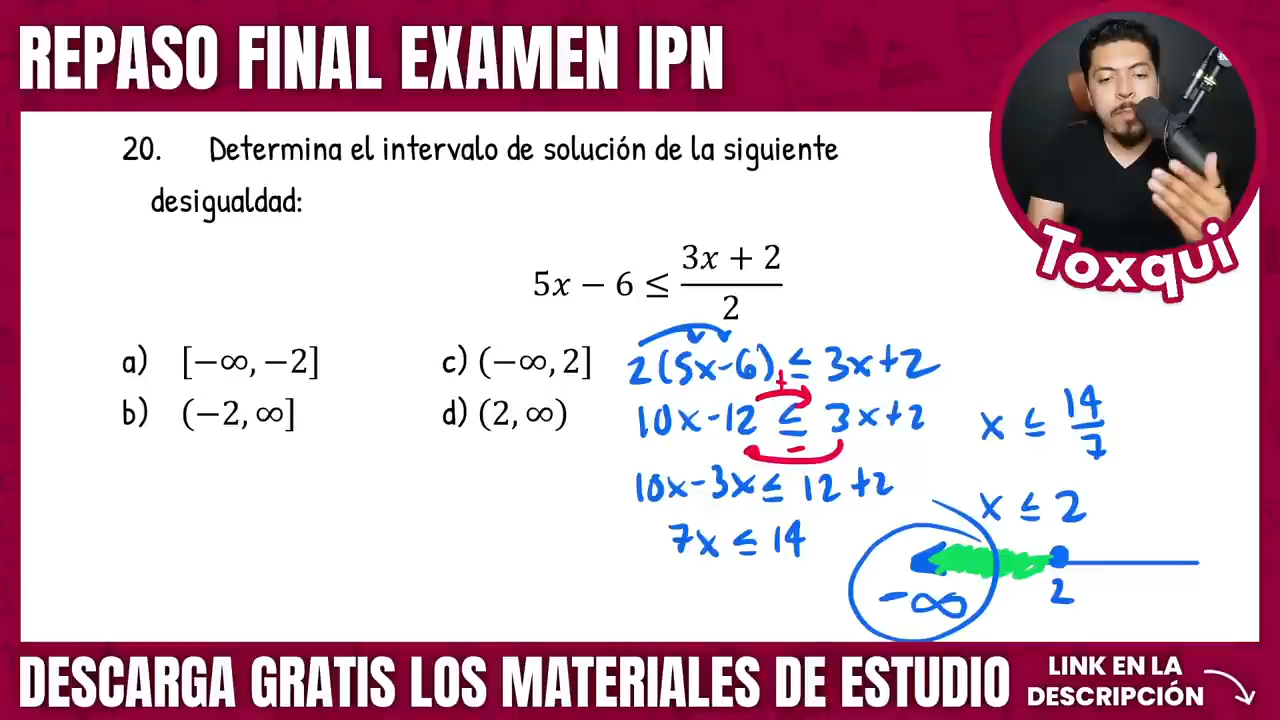 REPASO FINAL EXAMEN IPN
Toxqui
20. Determina el intervalo de solución de la siguiente
desigualdad:
5x − 6 ≤ (3x + 2)/2
a) [−∞, −2]
c) (−∞, 2]
b) (−2, ∞]
d) (2, ∞)
2(5x-6) ≤ 3x+2
+
10x-12 ≤ 3x+2
-
10x-3x ≤ 12+2
7x ≤ 14
x ≤ 14/7
x ≤ 2
-∞ 2
DESCARGA GRATIS LOS MATERIALES DE ESTUDIO
LINK EN LA
DESCRIPCIÓN